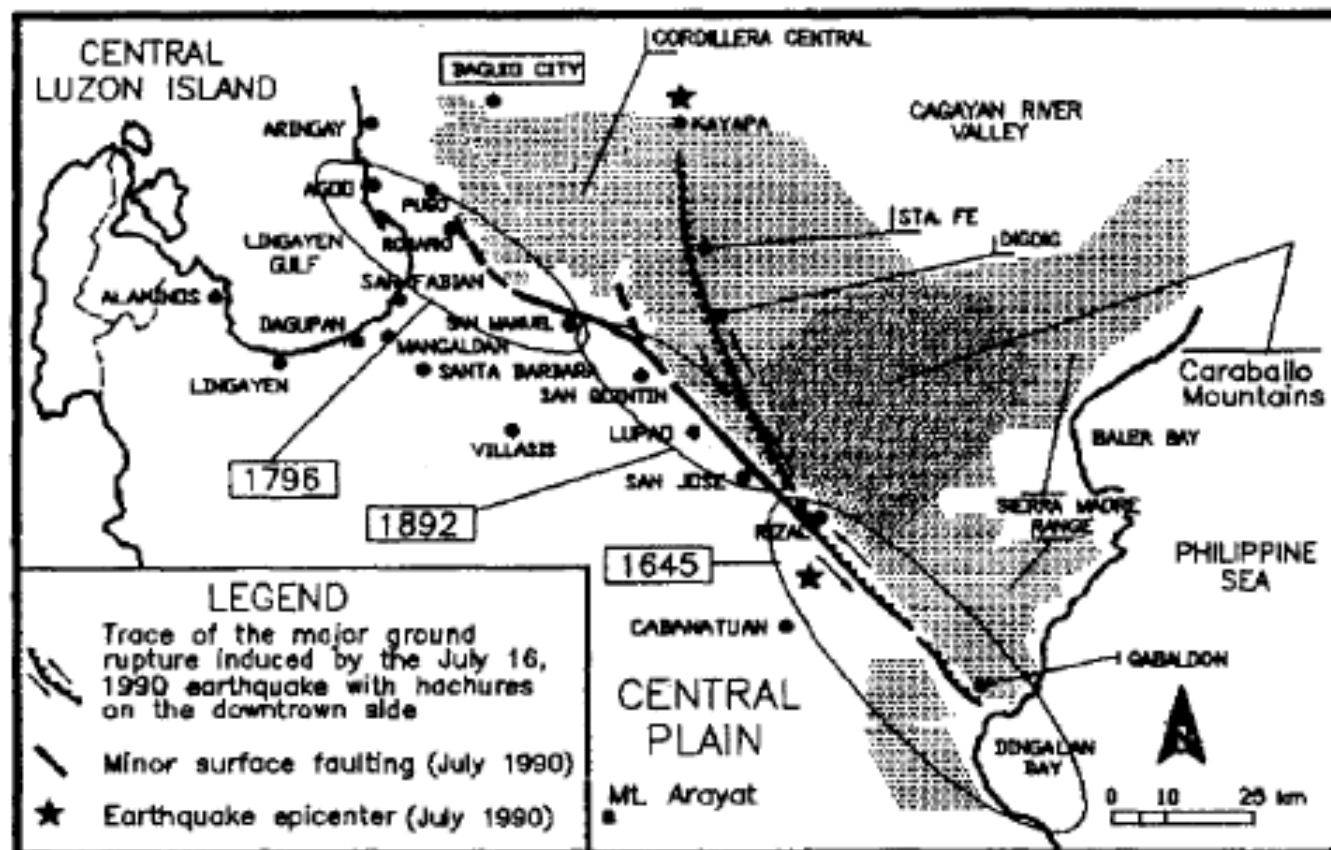 CENTRAL
LUZON ISLAND
CORDILLERA CENTRAL
BAGUIO CITY
ARINGAY
KAYAPA
CAGAYAN RIVER
VALLEY
AGOO
PUGO
STA. FE
ROSARIO
DIGDIG
LINGAYEN
GULF
SAN FABIAN
ALAMINOS
DAGUPAN
SAN MANUEL
MANGALDAN
LINGAYEN
SANTA BARBARA
SAN QUINTIN
Caraballo
Mountains
VILLASIS
LUPAO
BALER BAY
1796
SAN JOSE
1892
SIERRA MADRE
RANGE
RIZAL
1645
PHILIPPINE
SEA
CABANATUAN
QABALDON
CENTRAL
PLAIN
DINGALAN
BAY
Mt. Arayat
0 10 25 km
LEGEND
Trace of the major ground
rupture induced by the July 16,
1990 earthquake with hachures
on the downtrown side
Minor surface faulting (July 1990)
Earthquake epicenter (July 1990)